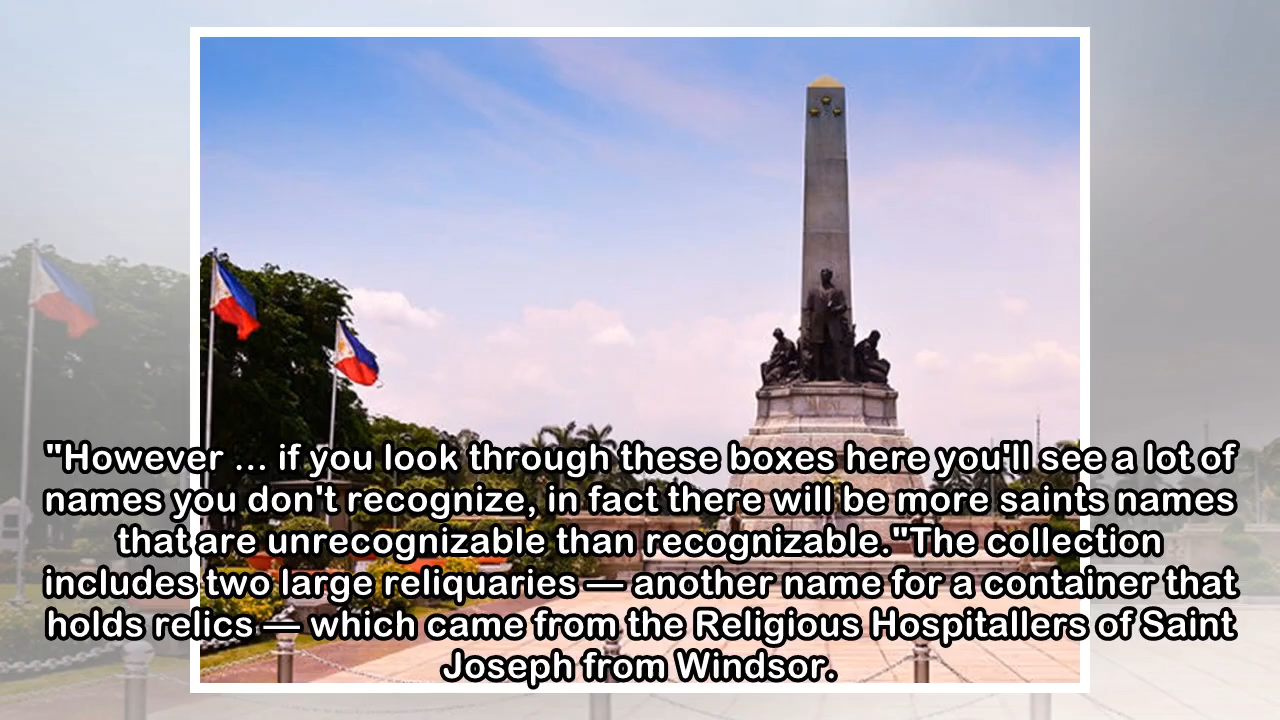 "However ... if you look through these boxes here you'll see a lot of
names you don't recognize, in fact there will be more saints names
that are unrecognizable than recognizable."The collection
includes two large reliquaries — another name for a container that
holds relics — which came from the Religious Hospitallers of Saint
Joseph from Windsor.